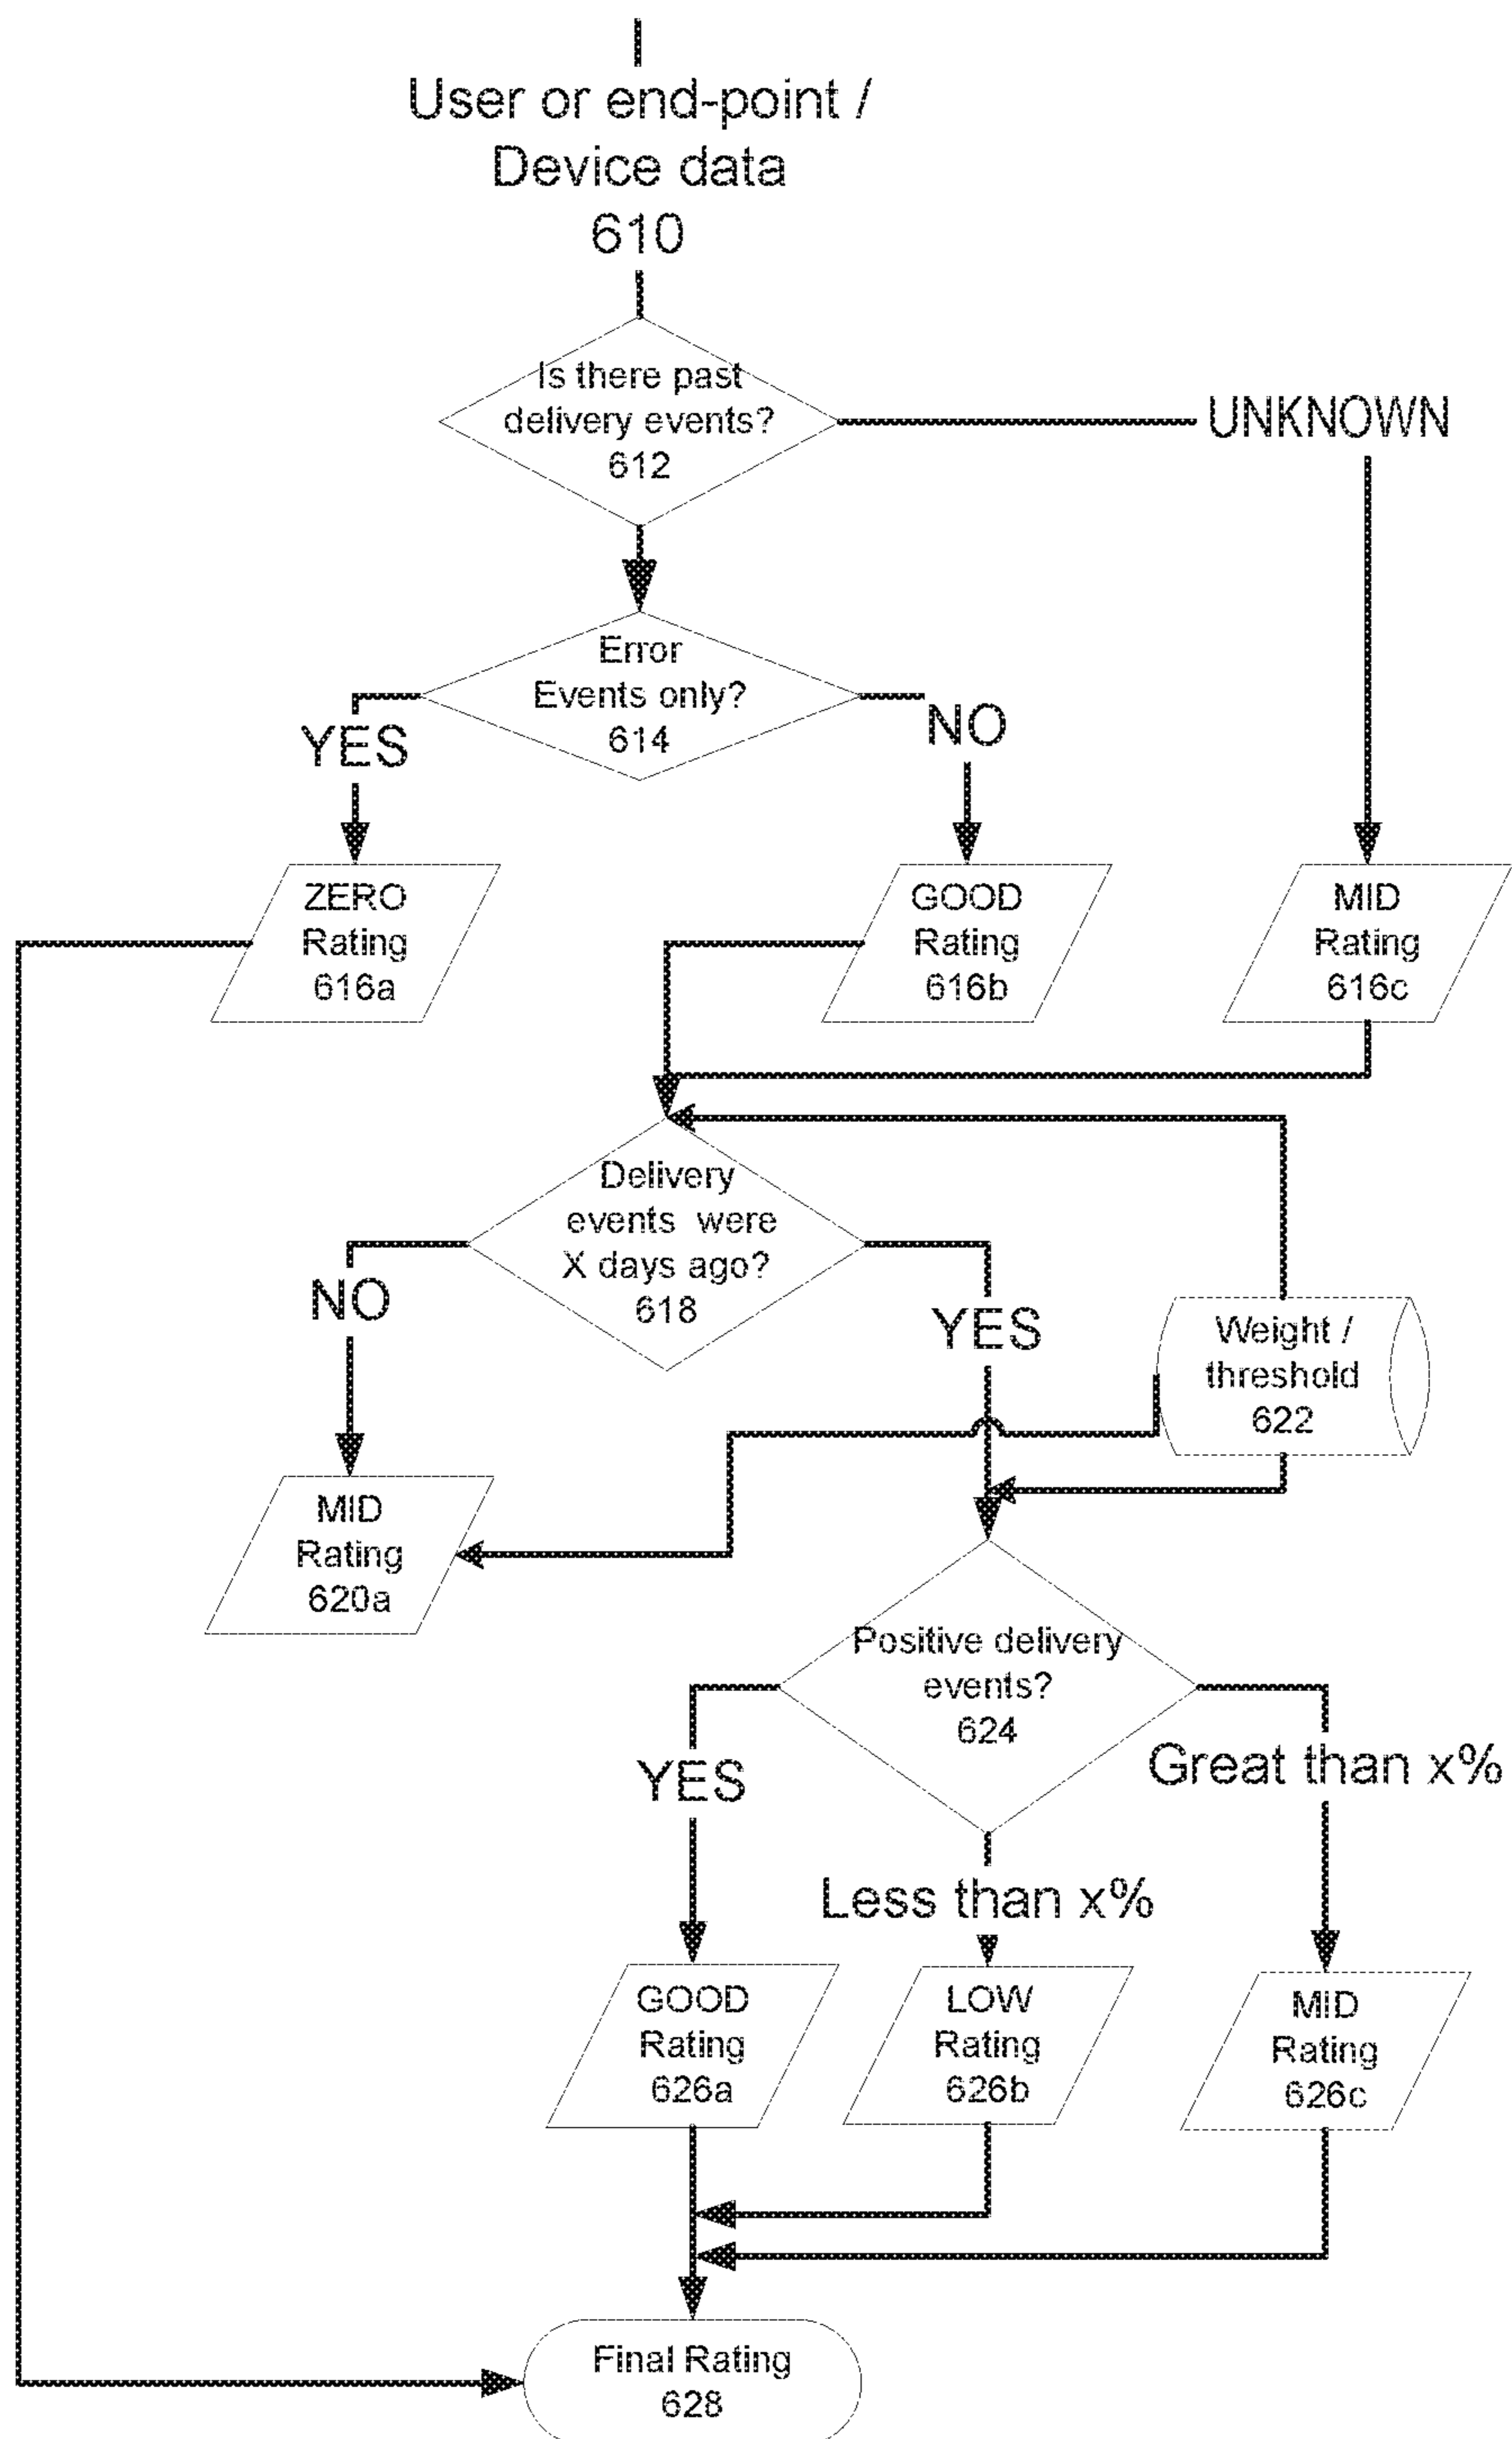 User or end-point /
Device data
610
Is there past
delivery events?
612
UNKNOWN
Error
Events only?
614
YES
NO
ZERO
Rating
616a
GOOD
Rating
616b
MID
Rating
616c
Delivery
events were
X days ago?
618
NO
YES
Weight /
threshold
622
MID
Rating
620a
Positive delivery
events?
624
YES
Great than x%
Less than x%
GOOD
Rating
626a
LOW
Rating
626b
MID
Rating
626c
Final Rating
628